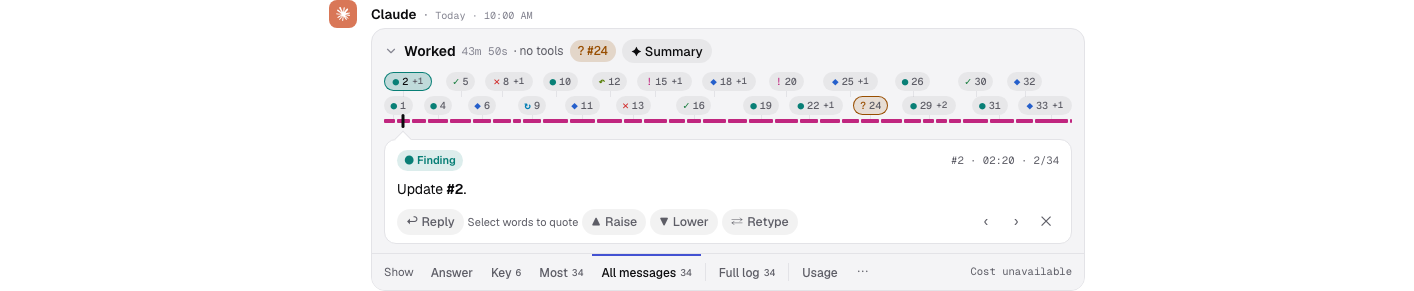 Claude · Today · 10:00 AM
Worked 43m 50s · no tools ? #24 ✦ Summary
● 2 +1 ✓ 5 × 8 +1 ● 10 ↶ 12 ! 15 +1 ◆ 18 +1 ! 20 ◆ 25 +1 ● 26 ✓ 30 ◆ 32
● 1 ● 4 ◆ 6 ↻ 9 ◆ 11 × 13 ✓ 16 ● 19 ● 22 +1 ? 24 ● 29 +2 ● 31 ◆ 33 +1
● Finding #2 · 02:20 · 2/34
Update #2.
↩ Reply Select words to quote ▲ Raise ▼ Lower ⇄ Retype ‹ › ×
Show Answer Key 6 Most 34 All messages 34 Full log 34 Usage ··· Cost unavailable